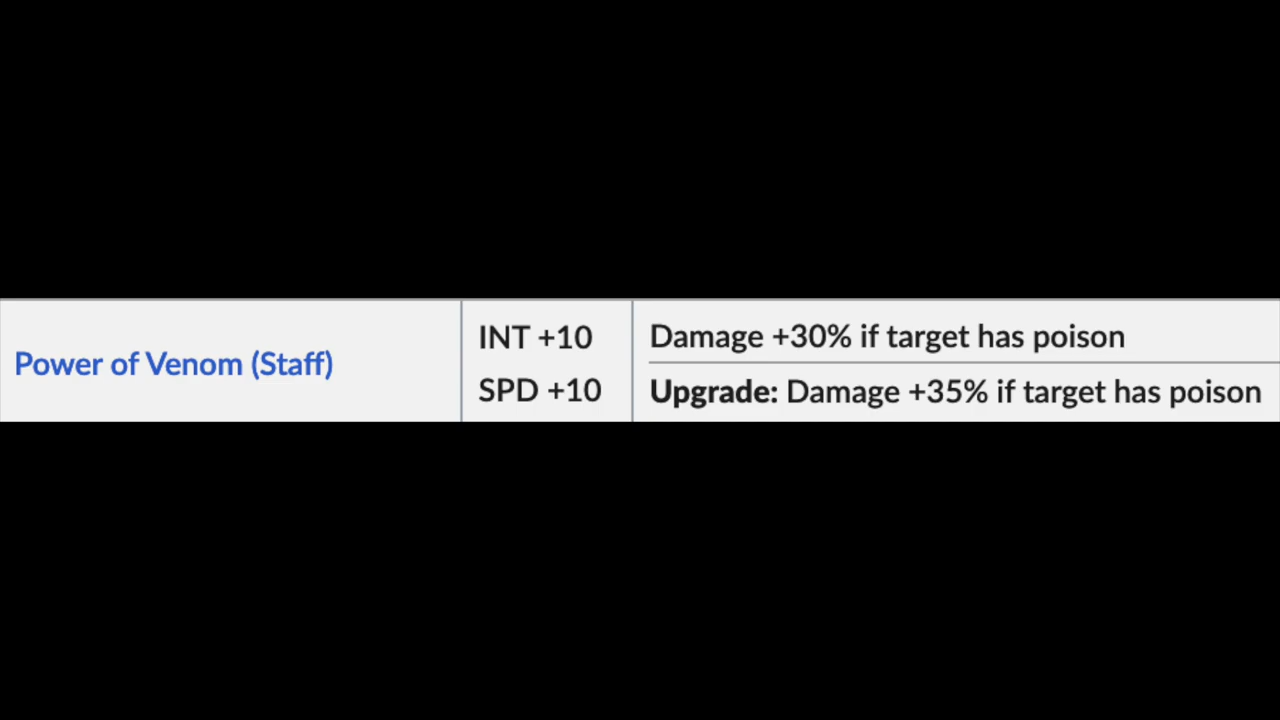 Power of Venom (Staff)
INT +10
SPD +10
Damage +30% if target has poison
Upgrade: Damage +35% if target has poison